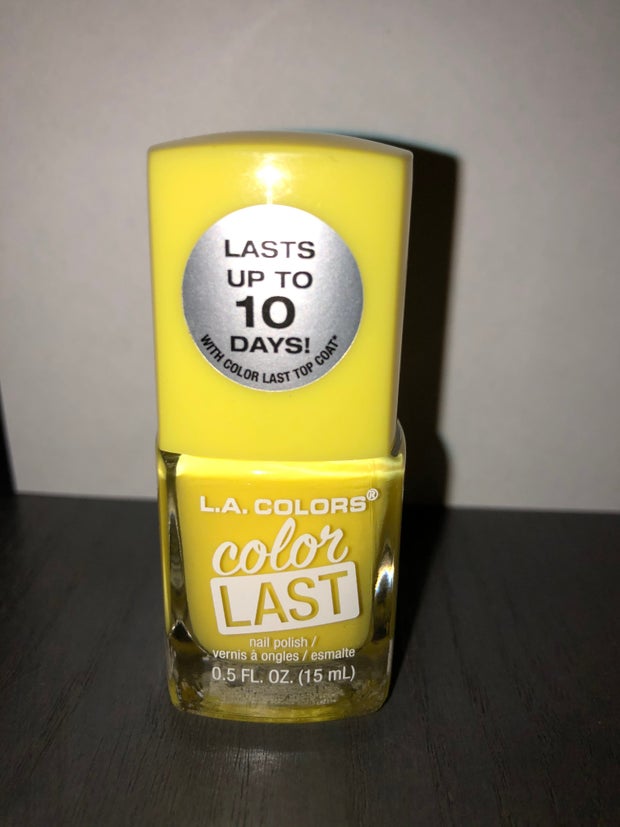 LASTS
UP TO
10
DAYS!
WITH COLOR LAST TOP COAT*
L.A. COLORS®
color
LAST
nail polish /
vernis à ongles / esmalte
0.5 FL. OZ. (15 mL)